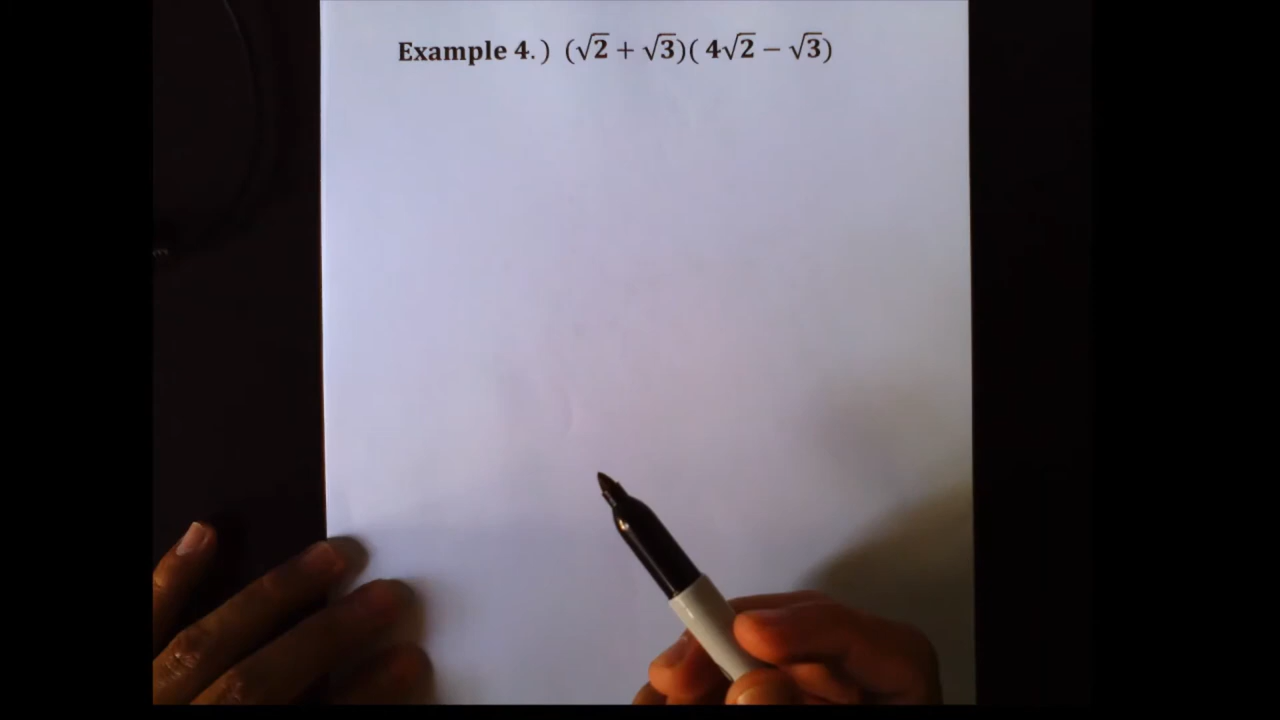 Example 4. ) (√2 + √3)( 4√2 − √3)